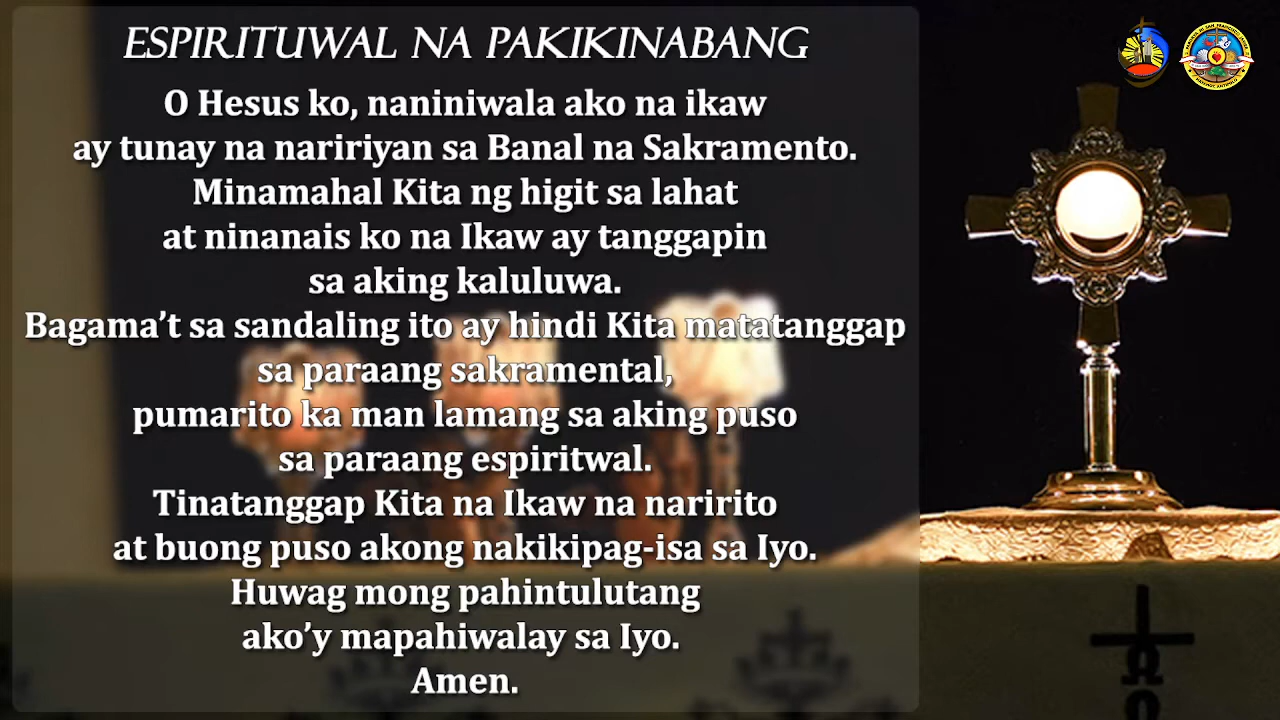 ESPIRITUWAL NA PAKIKINABANG
O Hesus ko, naniniwala ako na ikaw
ay tunay na naririyan sa Banal na Sakramento.
Minamahal Kita ng higit sa lahat
at ninanais ko na Ikaw ay tanggapin
sa aking kaluluwa.
Bagama’t sa sandaling ito ay hindi Kita matatanggap
sa paraang sakramental,
pumarito ka man lamang sa aking puso
sa paraang espiritwal.
Tinatanggap Kita na Ikaw na naririto
at buong puso akong nakikipag-isa sa Iyo.
Huwag mong pahintulutang
ako’y mapahiwalay sa Iyo.
Amen.